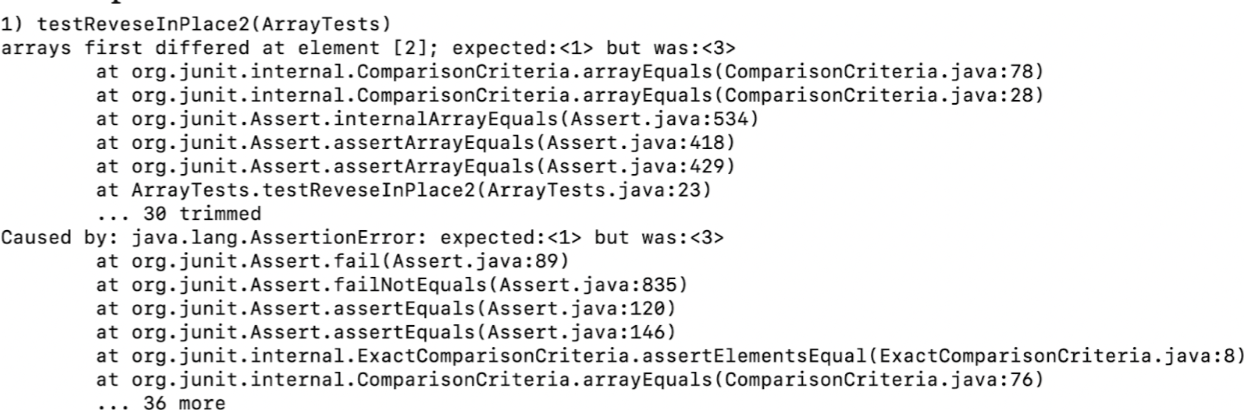 1) testReveseInPlace2(ArrayTests)
arrays first differed at element [2]; expected:<1> but was:<3>
        at org.junit.internal.ComparisonCriteria.arrayEquals(ComparisonCriteria.java:78)
        at org.junit.internal.ComparisonCriteria.arrayEquals(ComparisonCriteria.java:28)
        at org.junit.Assert.internalArrayEquals(Assert.java:534)
        at org.junit.Assert.assertArrayEquals(Assert.java:418)
        at org.junit.Assert.assertArrayEquals(Assert.java:429)
        at ArrayTests.testReveseInPlace2(ArrayTests.java:23)
        ... 30 trimmed
Caused by: java.lang.AssertionError: expected:<1> but was:<3>
        at org.junit.Assert.fail(Assert.java:89)
        at org.junit.Assert.failNotEquals(Assert.java:835)
        at org.junit.Assert.assertEquals(Assert.java:120)
        at org.junit.Assert.assertEquals(Assert.java:146)
        at org.junit.internal.ExactComparisonCriteria.assertElementsEqual(ExactComparisonCriteria.java:8)
        at org.junit.internal.ComparisonCriteria.arrayEquals(ComparisonCriteria.java:76)
        ... 36 more